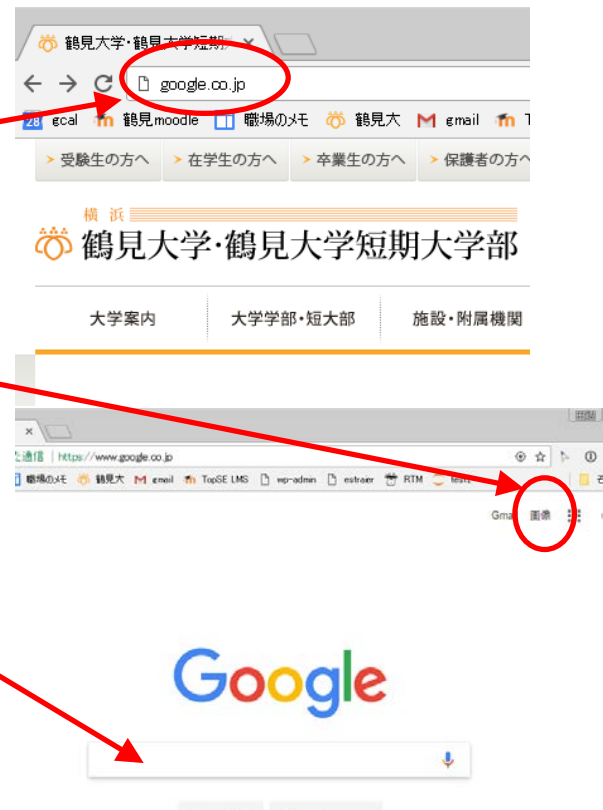 鶴見大学・鶴見大学短期
google.co.jp
28 gcal 鶴見moodle 職場のメモ 鶴見大 gmail
> 受験生の方へ > 在学生の方へ > 卒業生の方へ > 保護者の方へ
横浜
鶴見大学・鶴見大学短期大学部
大学案内 大学学部・短大部 施設・附属機関
https://www.google.co.jp
職場のメモ 鶴見大 gmail TopSE LMS wp-admin estraier RTM
Gma 画像
Google